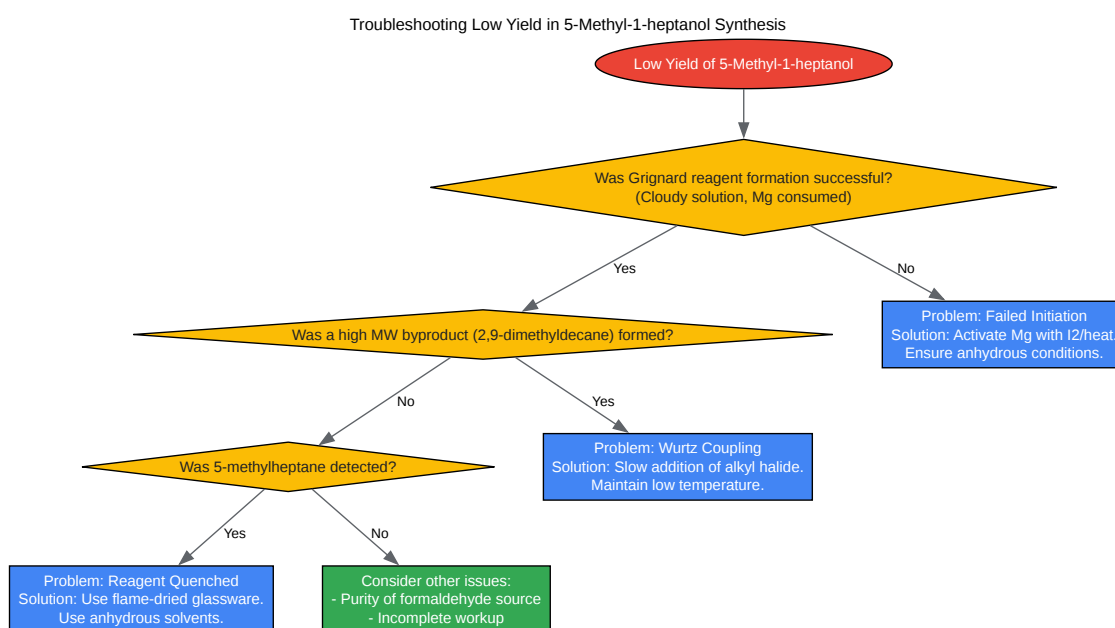 Troubleshooting Low Yield in 5-Methyl-1-heptanol Synthesis
Low Yield of 5-Methyl-1-heptanol
Was Grignard reagent formation successful?
(Cloudy solution, Mg consumed)
Yes
No
Problem: Failed Initiation
Solution: Activate Mg with I2/heat.
Ensure anhydrous conditions.
Was a high MW byproduct (2,9-dimethyldecane) formed?
No
Yes
Problem: Wurtz Coupling
Solution: Slow addition of alkyl halide.
Maintain low temperature.
Was 5-methylheptane detected?
Yes
No
Problem: Reagent Quenched
Solution: Use flame-dried glassware.
Use anhydrous solvents.
Consider other issues:
- Purity of formaldehyde source
- Incomplete workup